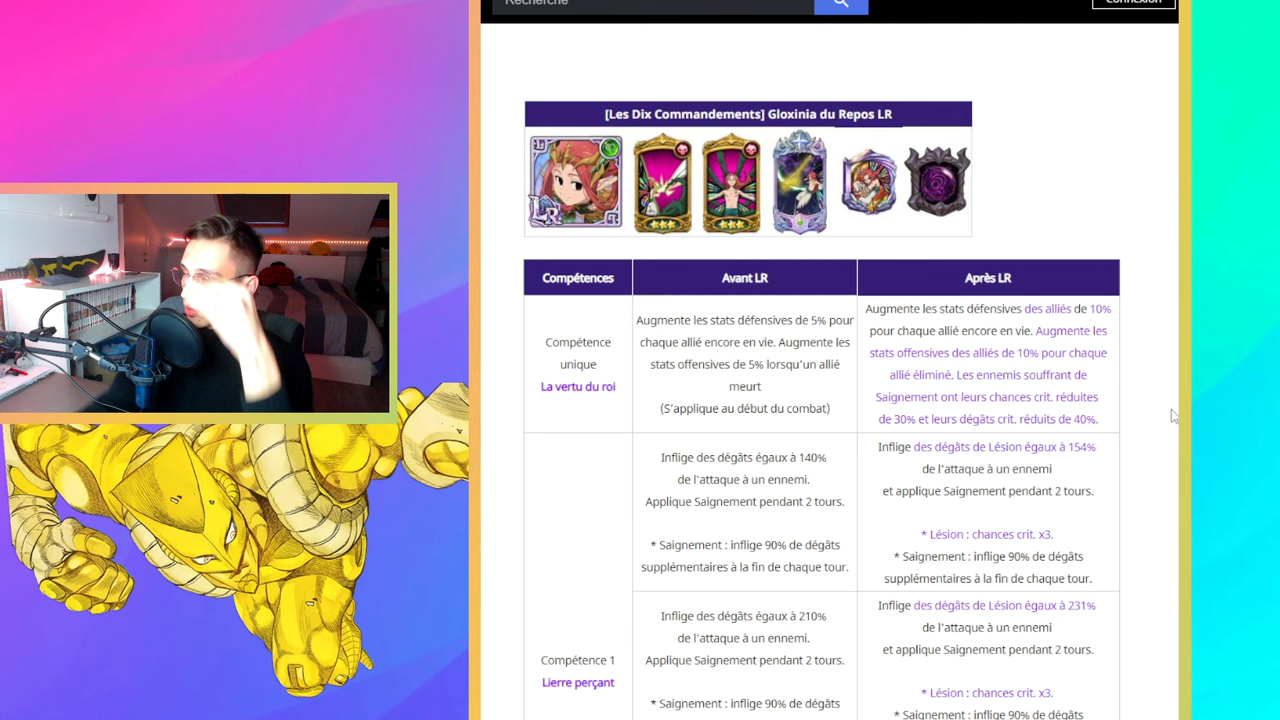 Recherche
Connexion
[Les Dix Commandements] Gloxinia du Repos LR
LR
Compétences
Avant LR
Après LR
Compétence
unique
La vertu du roi
Augmente les stats défensives de 5% pour
chaque allié encore en vie. Augmente les
stats offensives de 5% lorsqu'un allié
meurt
(S'applique au début du combat)
Augmente les stats défensives des alliés de 10%
pour chaque allié encore en vie. Augmente les
stats offensives des alliés de 10% pour chaque
allié éliminé. Les ennemis souffrant de
Saignement ont leurs chances crit. réduites
de 30% et leurs dégâts crit. réduits de 40%.
Compétence 1
Lierre perçant
Inflige des dégâts égaux à 140%
de l'attaque à un ennemi.
Applique Saignement pendant 2 tours.
* Saignement : inflige 90% de dégâts
supplémentaires à la fin de chaque tour.
Inflige des dégâts de Lésion égaux à 154%
de l'attaque à un ennemi
et applique Saignement pendant 2 tours.
* Lésion : chances crit. x3.
* Saignement : inflige 90% de dégâts
supplémentaires à la fin de chaque tour.
Inflige des dégâts égaux à 210%
de l'attaque à un ennemi.
Applique Saignement pendant 2 tours.
* Saignement : inflige 90% de dégâts
Inflige des dégâts de Lésion égaux à 231%
de l'attaque à un ennemi
et applique Saignement pendant 2 tours.
* Lésion : chances crit. x3.
* Saignement : inflige 90% de dégâts